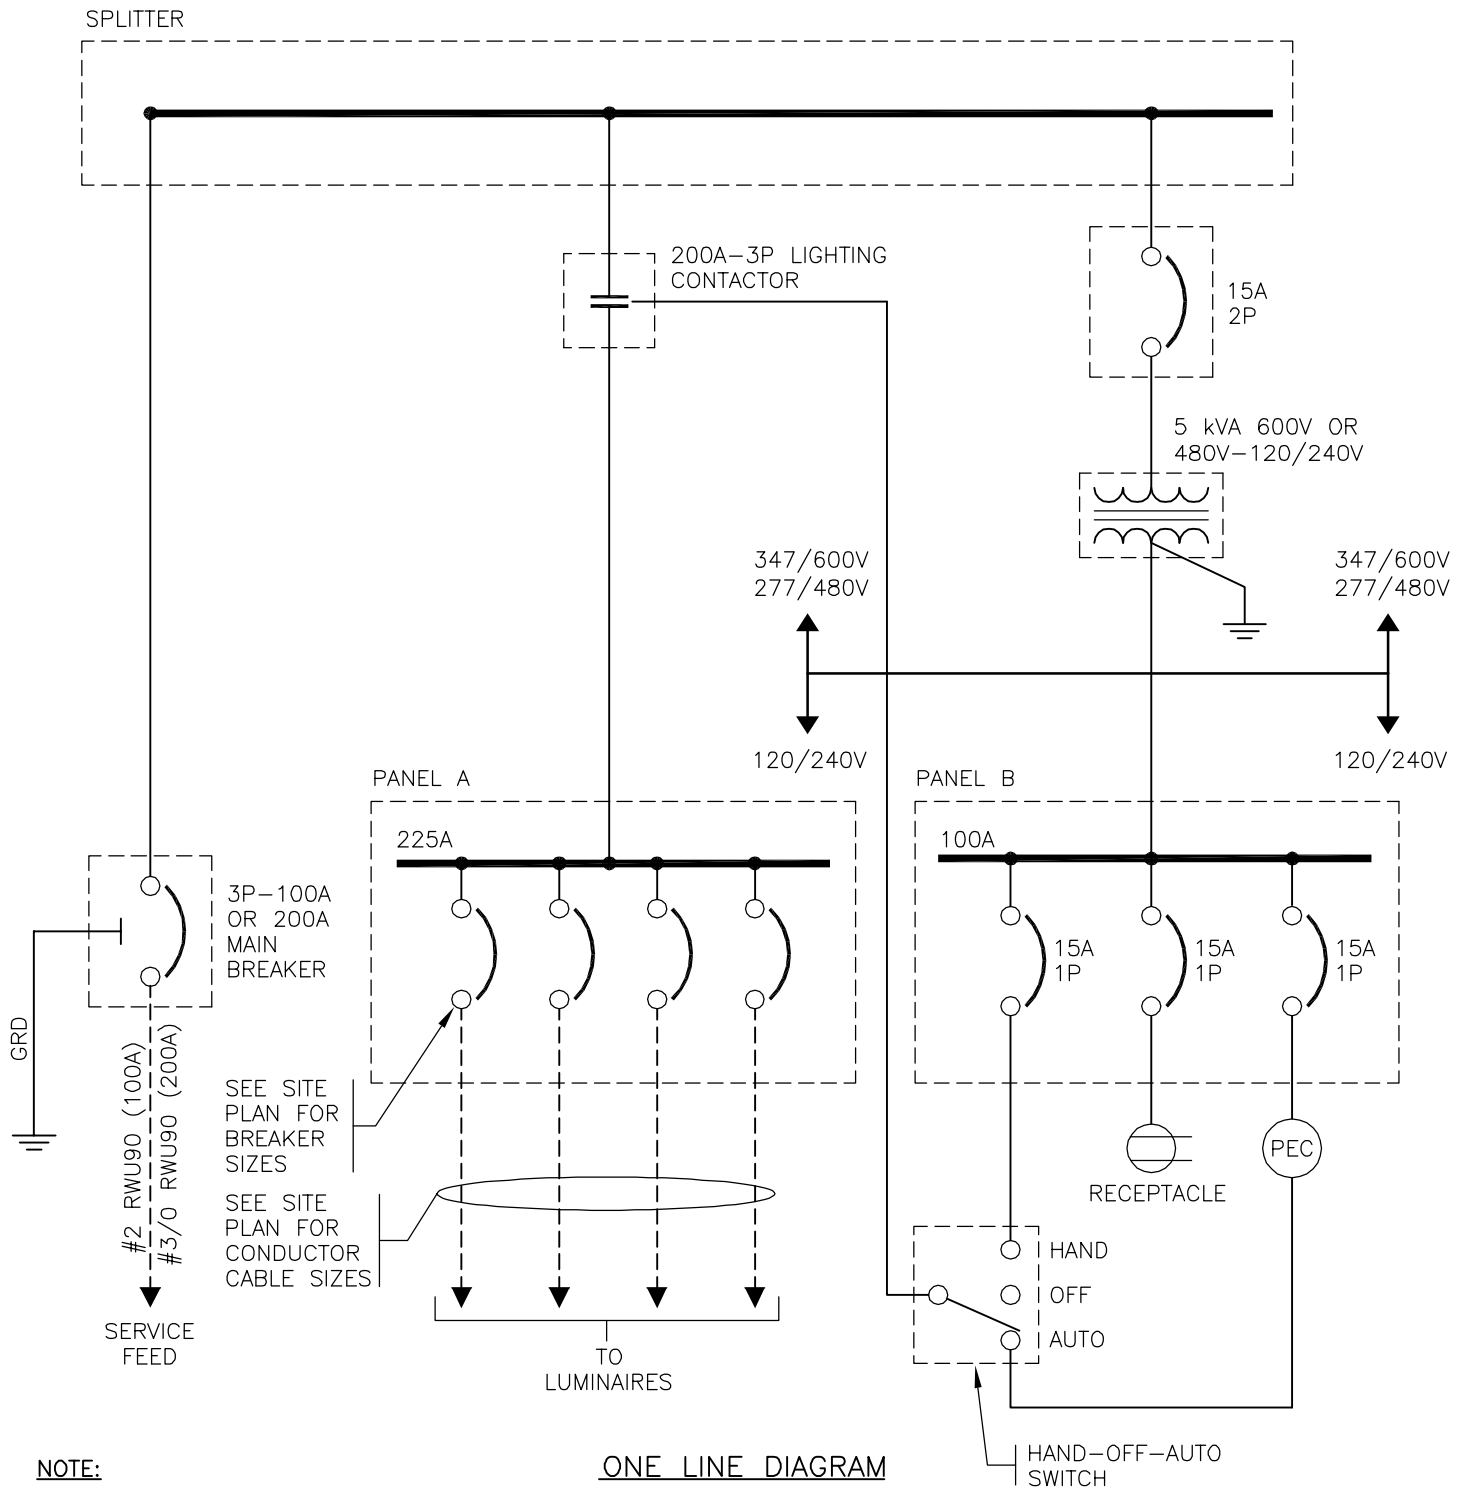 SPLITTER
200A-3P LIGHTING
CONTACTOR
15A
2P
5 kVA 600V OR
480V-120/240V
347/600V
277/480V
347/600V
277/480V
120/240V
120/240V
PANEL A
PANEL B
225A
100A
3P-100A
OR 200A
MAIN
BREAKER
15A
1P
15A
1P
15A
1P
GRD
#2 RWU90 (100A)
#3/0 RWU90 (200A)
SEE SITE
PLAN FOR
BREAKER
SIZES
SEE SITE
PLAN FOR
CONDUCTOR
CABLE SIZES
PEC
RECEPTACLE
HAND
OFF
AUTO
SERVICE
FEED
TO
LUMINAIRES
HAND-OFF-AUTO
SWITCH
NOTE:
ONE LINE DIAGRAM